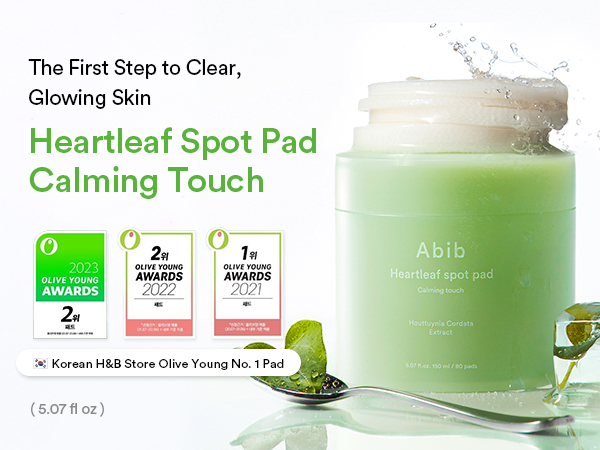 The First Step to Clear,
Glowing Skin
Heartleaf Spot Pad
Calming Touch
2023
OLIVE YOUNG
AWARDS
2위
패드
2위
OLIVE YOUNG
AWARDS
2022
패드
1위
OLIVE YOUNG
AWARDS
2021
패드
🇰🇷 Korean H&B Store Olive Young No. 1 Pad
( 5.07 fl oz )
Abib
Heartleaf spot pad
Calming touch
Houttuynia Cordata
Extract
5.07 fl.oz. 150 ml / 80 pads